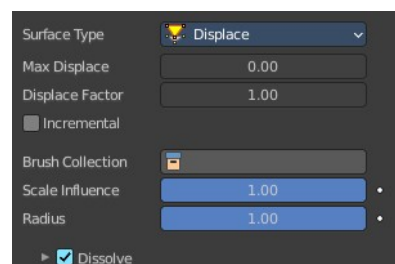 Surface Type Displace
Max Displace 0.00
Displace Factor 1.00
Incremental
Brush Collection
Scale Influence 1.00
Radius 1.00
Dissolve